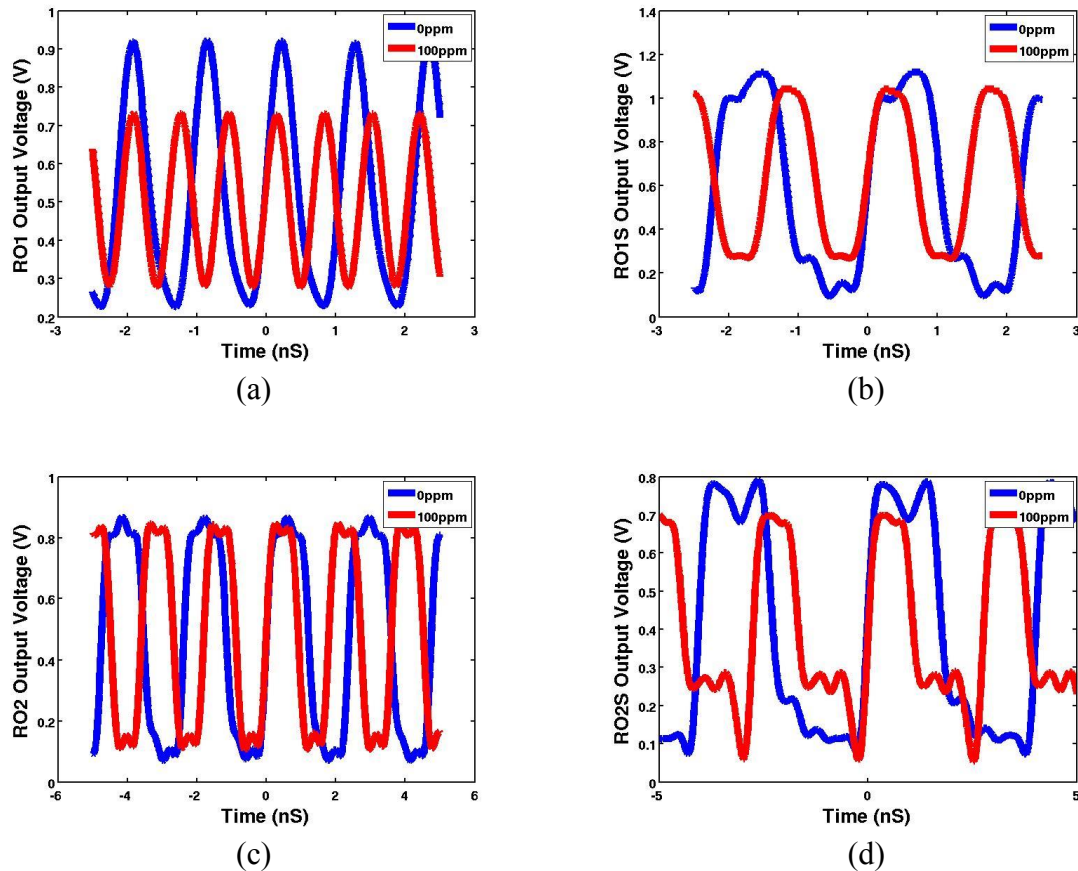 1
0.9
0.8
0.7
0.6
0.5
0.4
0.3
0.2
-3 -2 -1 0 1 2 3
RO1 Output Voltage (V)
Time (nS)
0ppm
100ppm
(a)
1.4
1.2
1
0.8
0.6
0.4
0.2
0
-3 -2 -1 0 1 2 3
RO1S Output Voltage (V)
Time (nS)
0ppm
100ppm
(b)
1
0.8
0.6
0.4
0.2
0
-6 -4 -2 0 2 4 6
RO2 Output Voltage (V)
Time (nS)
0ppm
100ppm
(c)
0.8
0.7
0.6
0.5
0.4
0.3
0.2
0.1
0
-5 0 5
RO2S Output Voltage (V)
Time (nS)
0ppm
100ppm
(d)